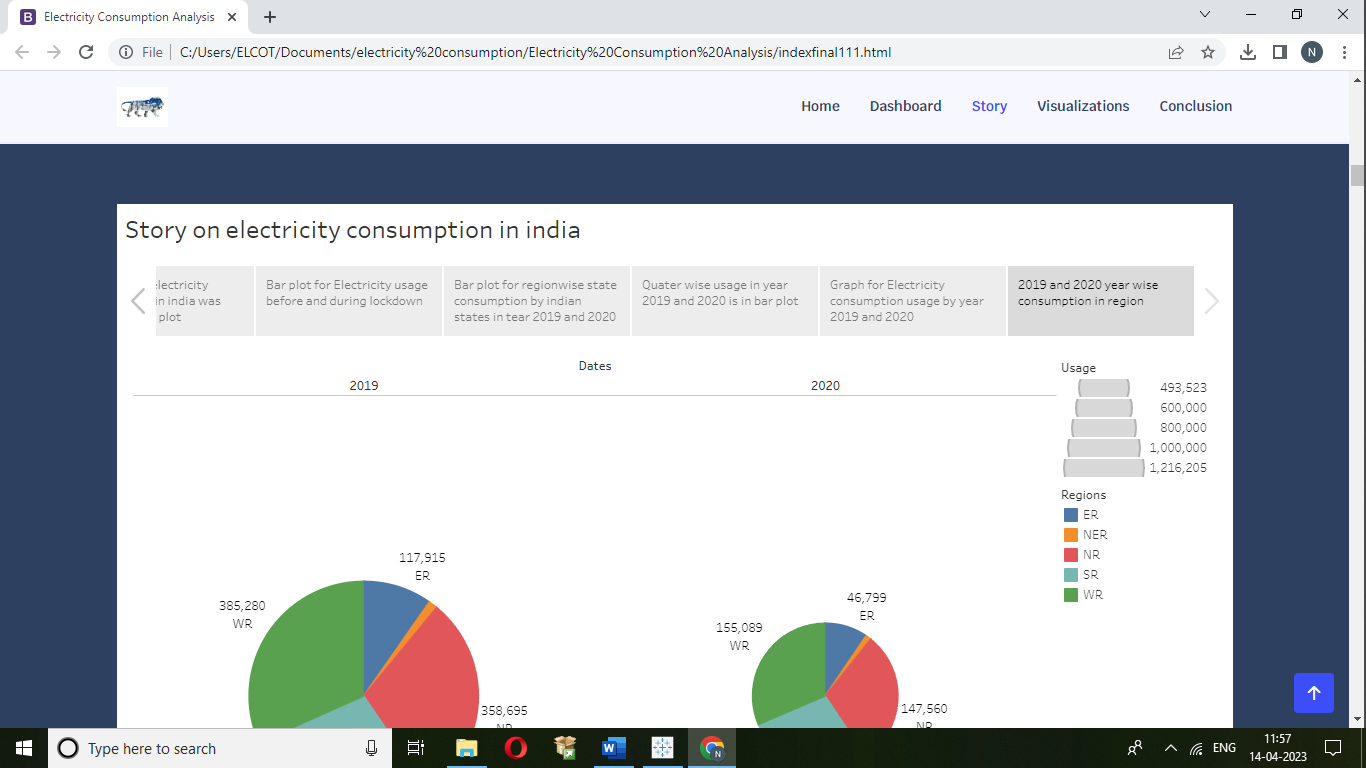 Electricity Consumption Analysis
File
C:/Users/ELCOT/Documents/electricity%20consumption/Electricity%20Consumption%20Analysis/indexfinal111.html
N
Home
Dashboard
Story
Visualizations
Conclusion
Story on electricity consumption in india
electricity
in india was
plot
Bar plot for Electricity usage
before and during lockdown
Bar plot for regionwise state
consumption by indian
states in tear 2019 and 2020
Quater wise usage in year
2019 and 2020 is in bar plot
Graph for Electricity
consumption usage by year
2019 and 2020
2019 and 2020 year wise
consumption in region
Dates
2019
2020
Usage
493,523
600,000
800,000
1,000,000
1,216,205
Regions
ER
NER
NR
SR
WR
117,915
ER
385,280
WR
358,695
NR
46,799
ER
155,089
WR
147,560
NR
Type here to search
ENG
11:57
14-04-2023